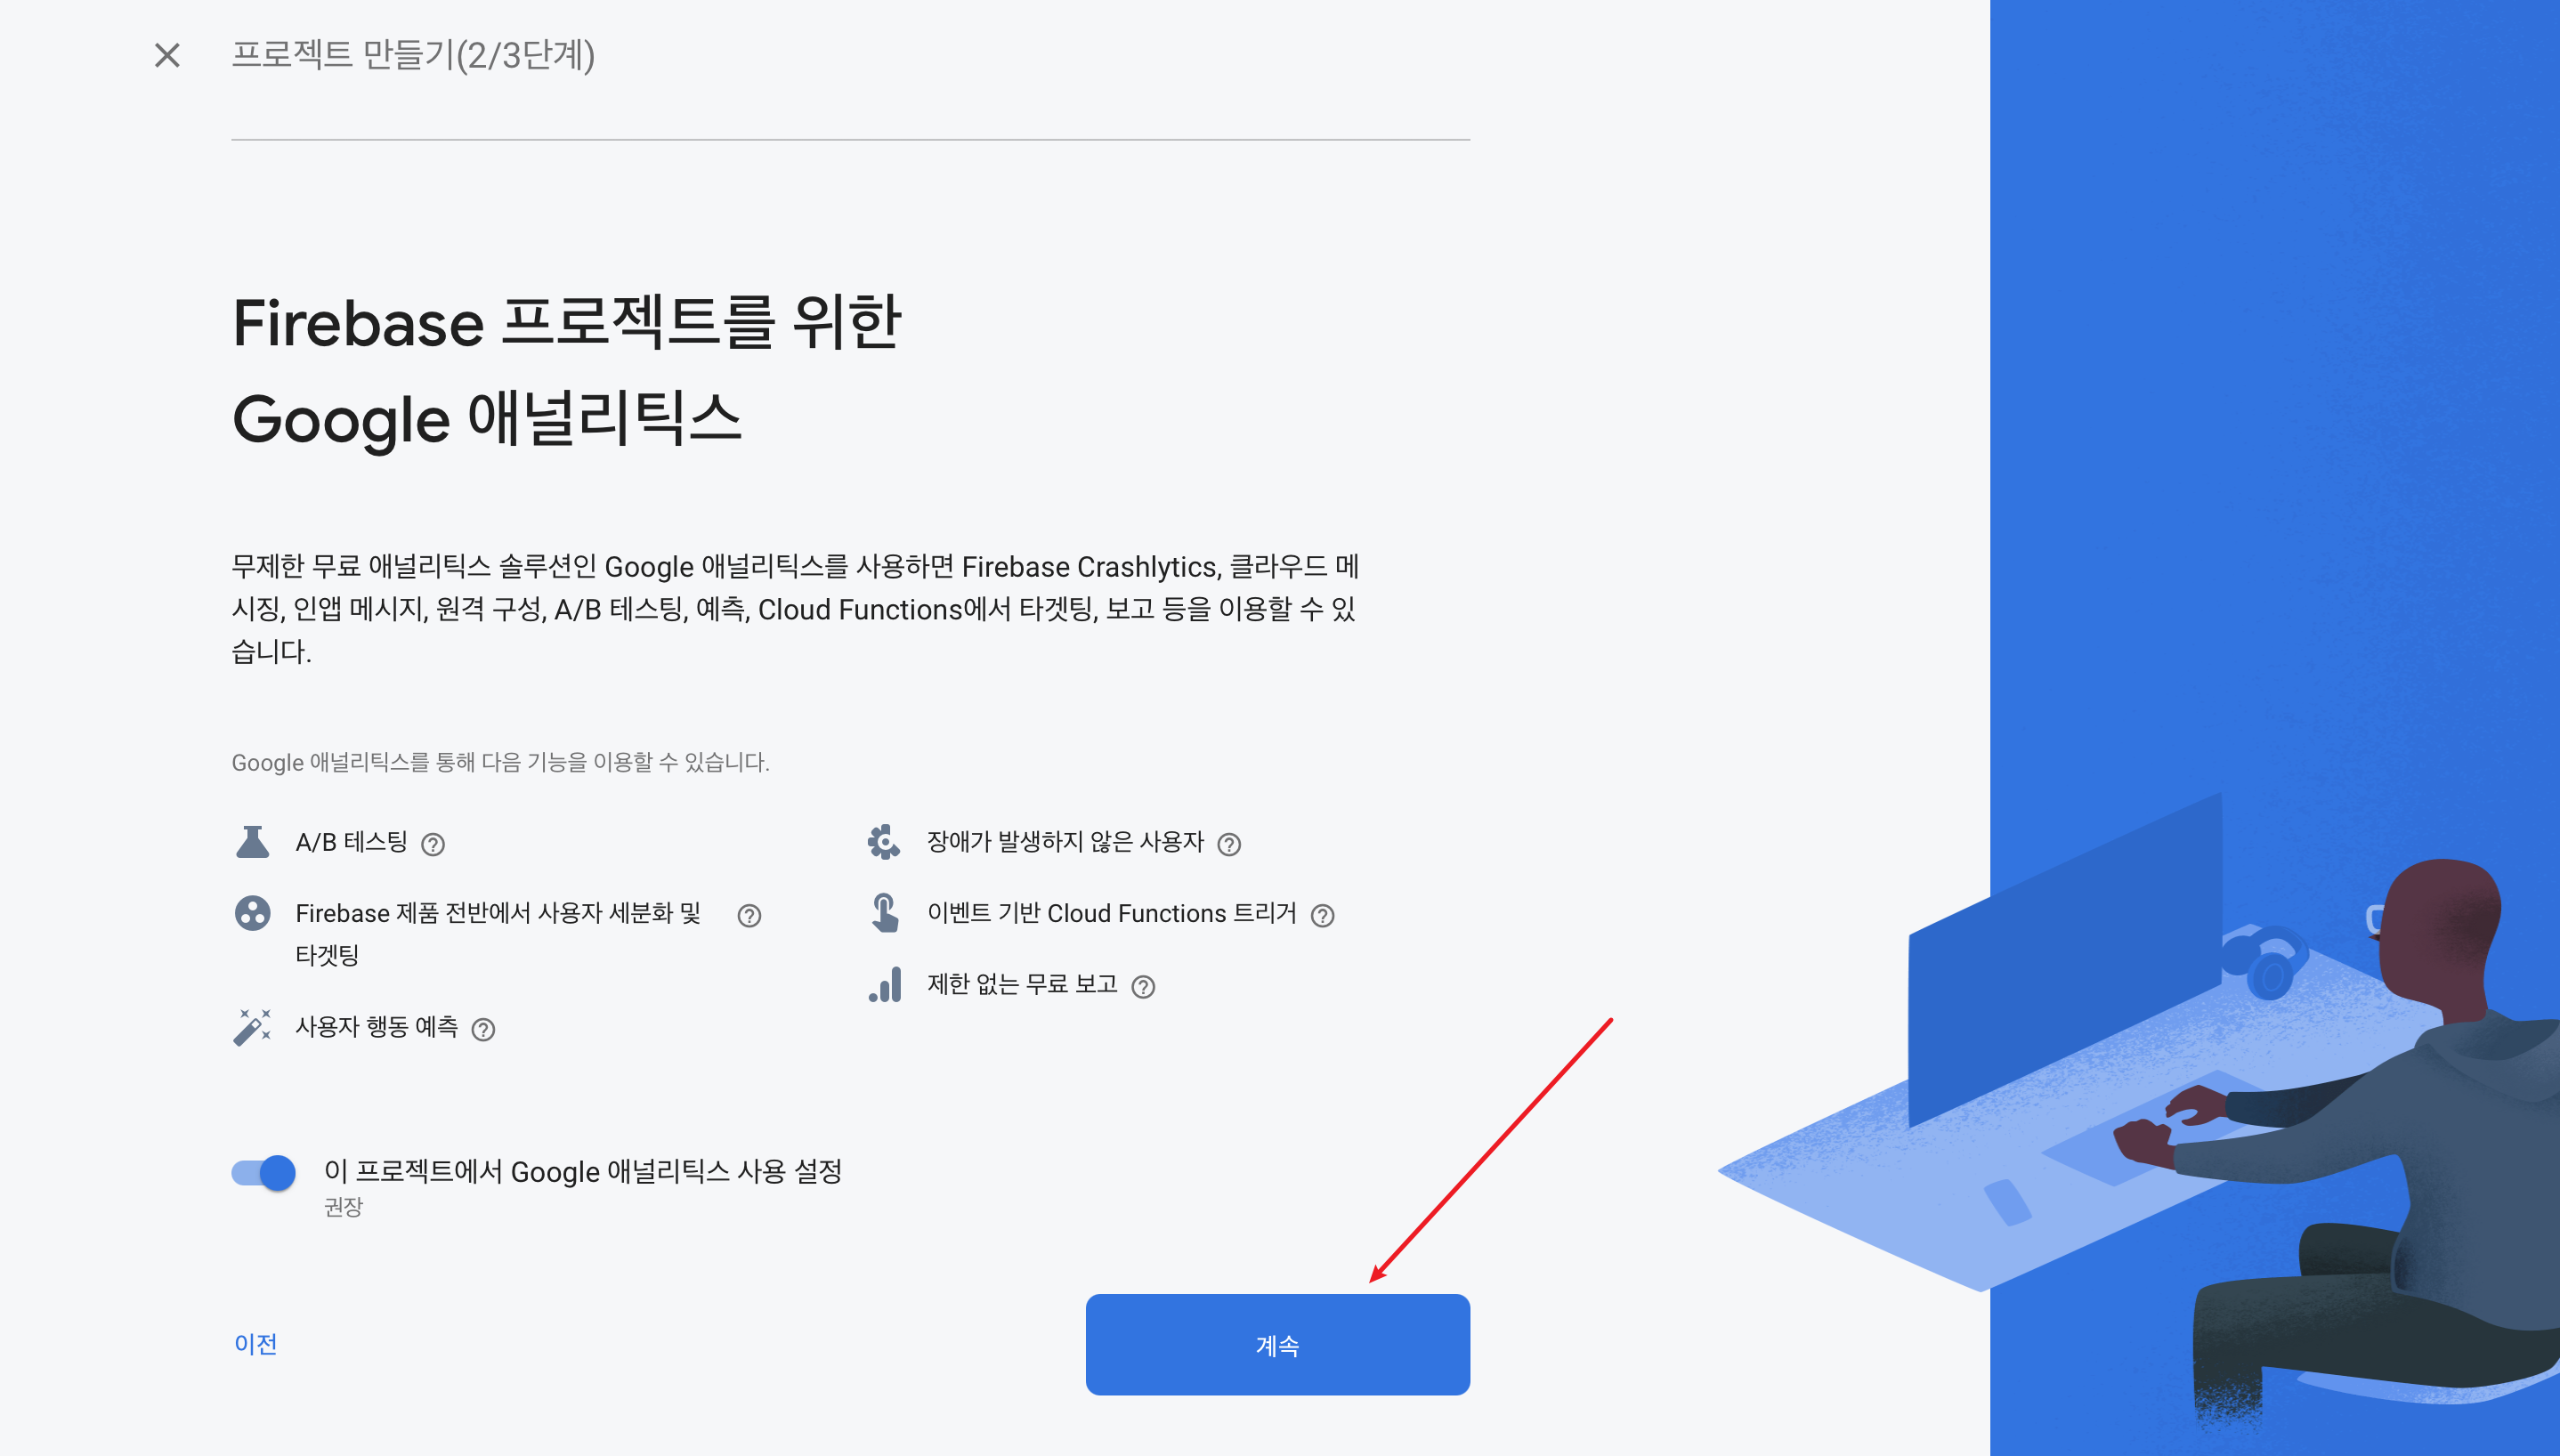 프로젝트 만들기(2/3단계)
Firebase 프로젝트를 위한
Google 애널리틱스
무제한 무료 애널리틱스 솔루션인 Google 애널리틱스를 사용하면 Firebase Crashlytics, 클라우드 메
시징, 인앱 메시지, 원격 구성, A/B 테스팅, 예측, Cloud Functions에서 타겟팅, 보고 등을 이용할 수 있
습니다.
Google 애널리틱스를 통해 다음 기능을 이용할 수 있습니다.
A/B 테스팅
Firebase 제품 전반에서 사용자 세분화 및
타겟팅
사용자 행동 예측
장애가 발생하지 않은 사용자
이벤트 기반 Cloud Functions 트리거
제한 없는 무료 보고
이 프로젝트에서 Google 애널리틱스 사용 설정
권장
이전
계속